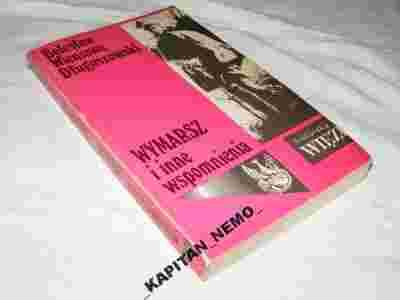 Bolesław
Wieniawa
Długoszowski
WYMARSZ
i inne
wspomnienia
WIĘŹ
_KAPITAN_NEMO_